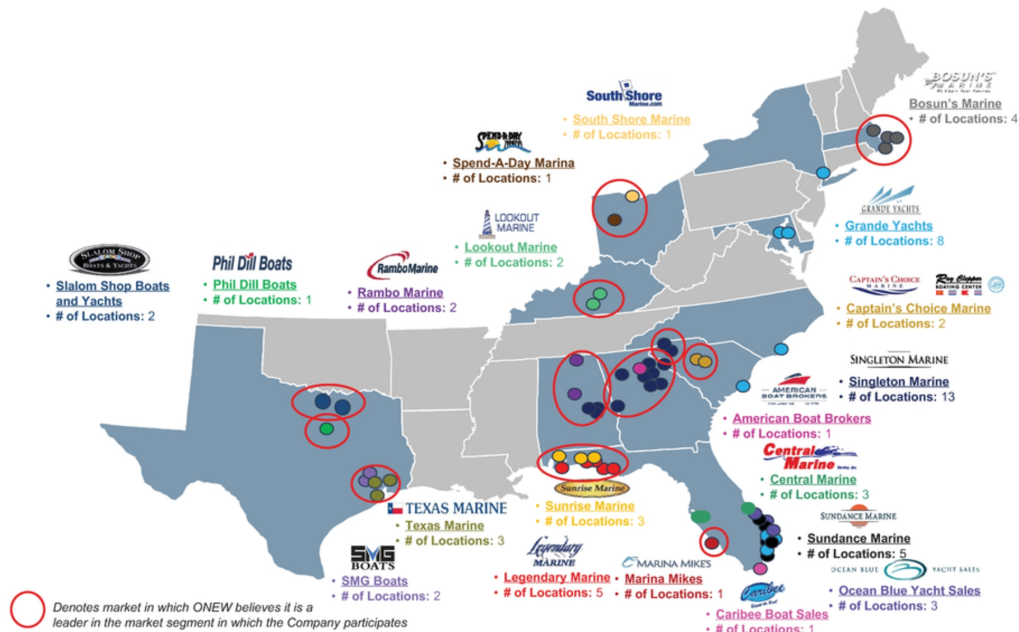 BOSUN'S
MARINE
Bosun's Marine
• # of Locations: 4
South Shore
Marine.com
• South Shore Marine
• # of Locations: 1
SPEND-A-DAY
MARINA
• Spend-A-Day Marina
• # of Locations: 1
GRANDE YACHTS
• Grande Yachts
• # of Locations: 8
LOOKOUT
MARINE
• Lookout Marine
• # of Locations: 2
SLALOM SHOP
BOATS & YACHTS
• Slalom Shop Boats
and Yachts
• # of Locations: 2
Phil Dill Boats
• Phil Dill Boats
• # of Locations: 1
RamboMarine
• Rambo Marine
• # of Locations: 2
CAPTAIN'S CHOICE
MARINE
Ray Clepper
BOATING CENTER
• Captain's Choice Marine
• # of Locations: 2
SINGLETON MARINE
• Singleton Marine
• # of Locations: 13
AMERICAN
BOAT BROKERS
• American Boat Brokers
• # of Locations: 1
Central
Marine
• Central Marine
• # of Locations: 3
Sunrise Marine
• Sunrise Marine
• # of Locations: 3
TEXAS MARINE
• Texas Marine
• # of Locations: 3
SUNDANCE MARINE
• Sundance Marine
• # of Locations: 5
SMG
BOATS
• SMG Boats
• # of Locations: 2
Legendary
MARINE
• Legendary Marine
• # of Locations: 5
MARINA MIKE'S
• Marina Mikes
• # of Locations: 1
OCEAN BLUE YACHT SALES
• Ocean Blue Yacht Sales
• # of Locations: 3
Caribee
• Caribee Boat Sales
• # of Locations: 1
Denotes market in which ONEW believes it is a
leader in the market segment in which the Company participates